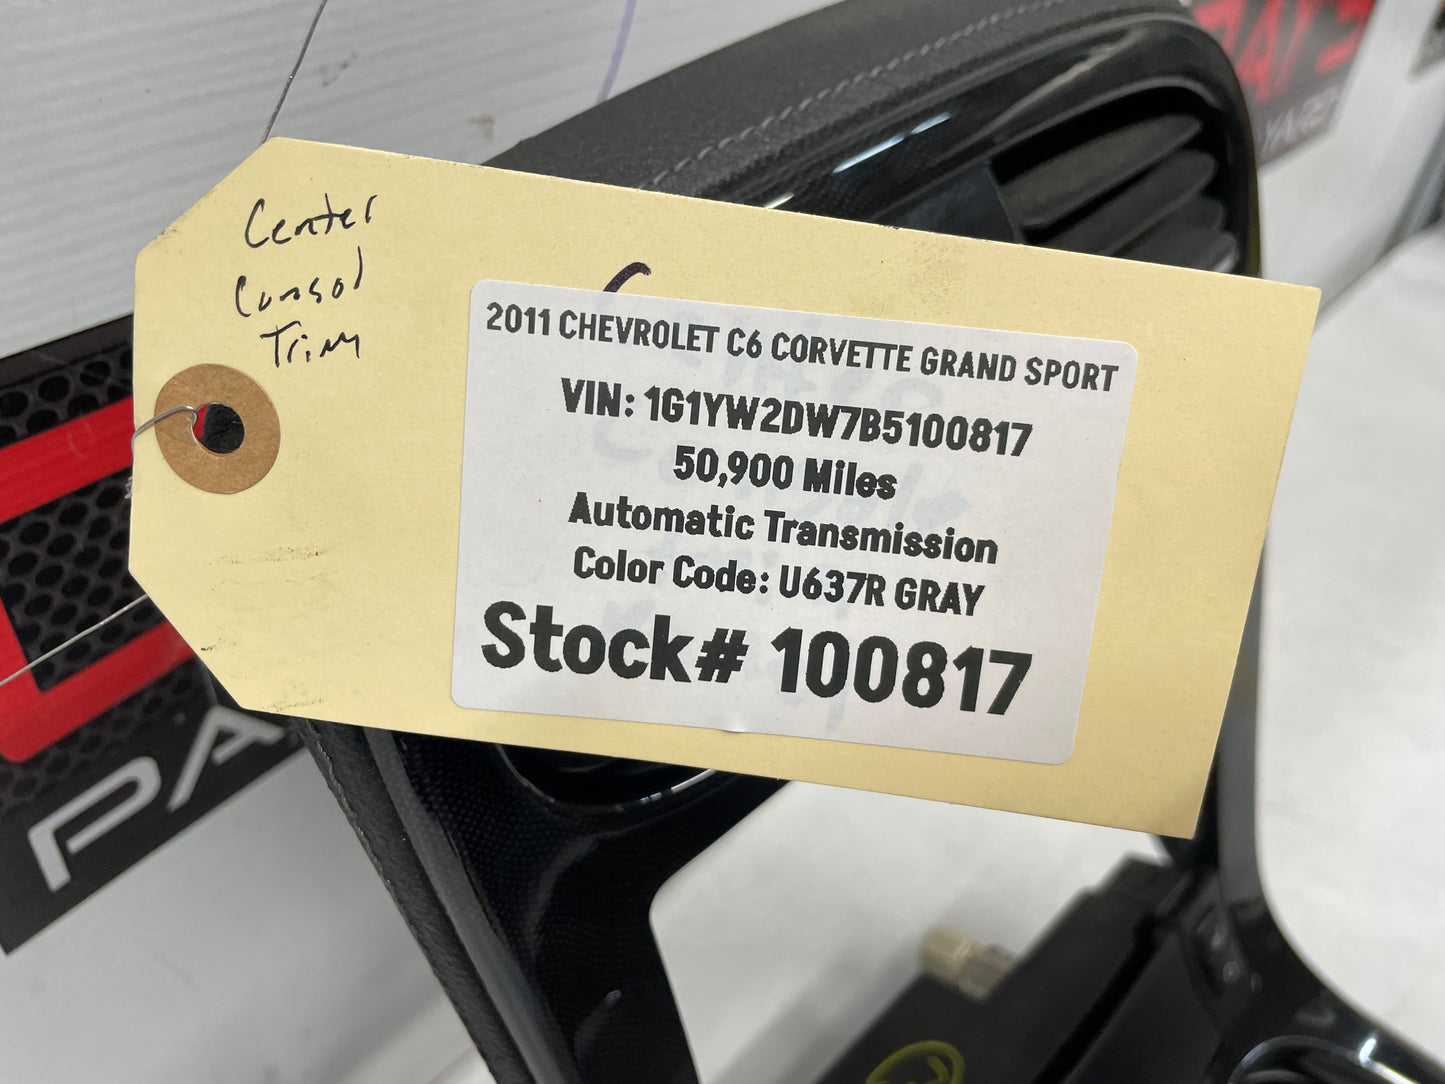 Center
Consol
Trim
2011 CHEVROLET C6 CORVETTE GRAND SPORT
VIN: 1G1YW2DW7B5100817
50,900 Miles
Automatic Transmission
Color Code: U637R GRAY
Stock# 100817
PA